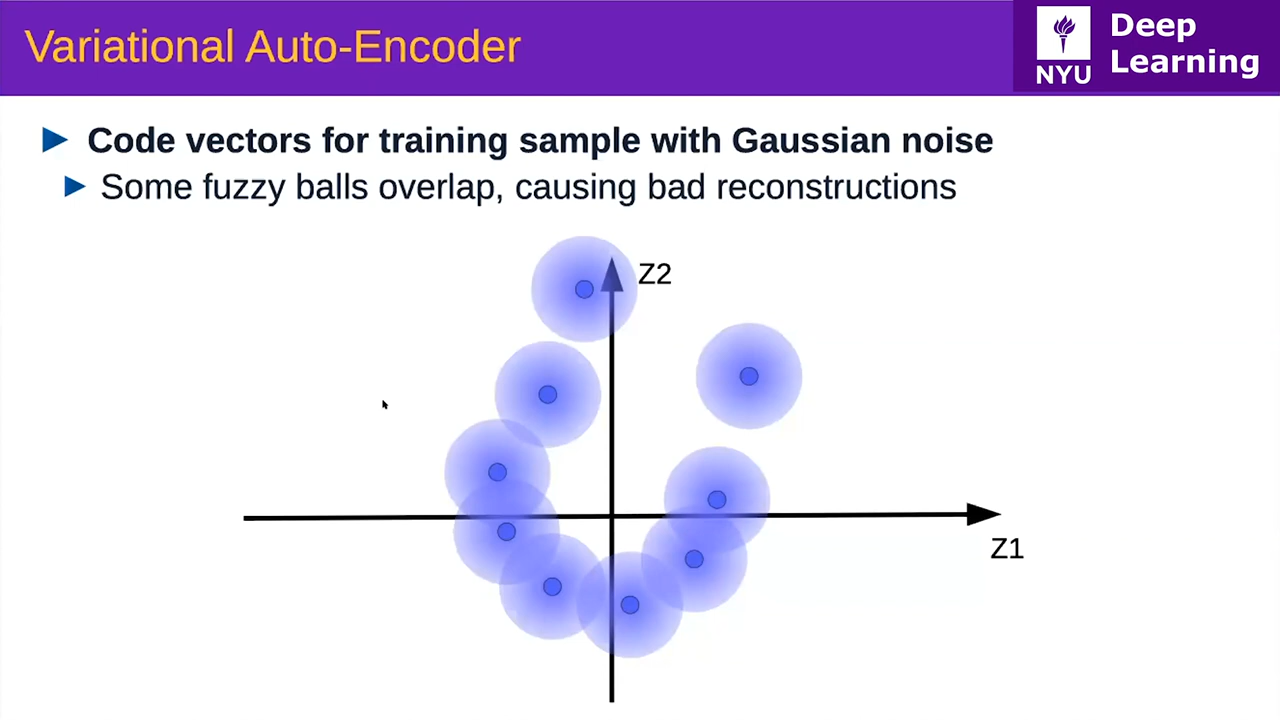 Variational Auto-Encoder
NYU
Deep
Learning
Code vectors for training sample with Gaussian noise
Some fuzzy balls overlap, causing bad reconstructions
Z2
Z1